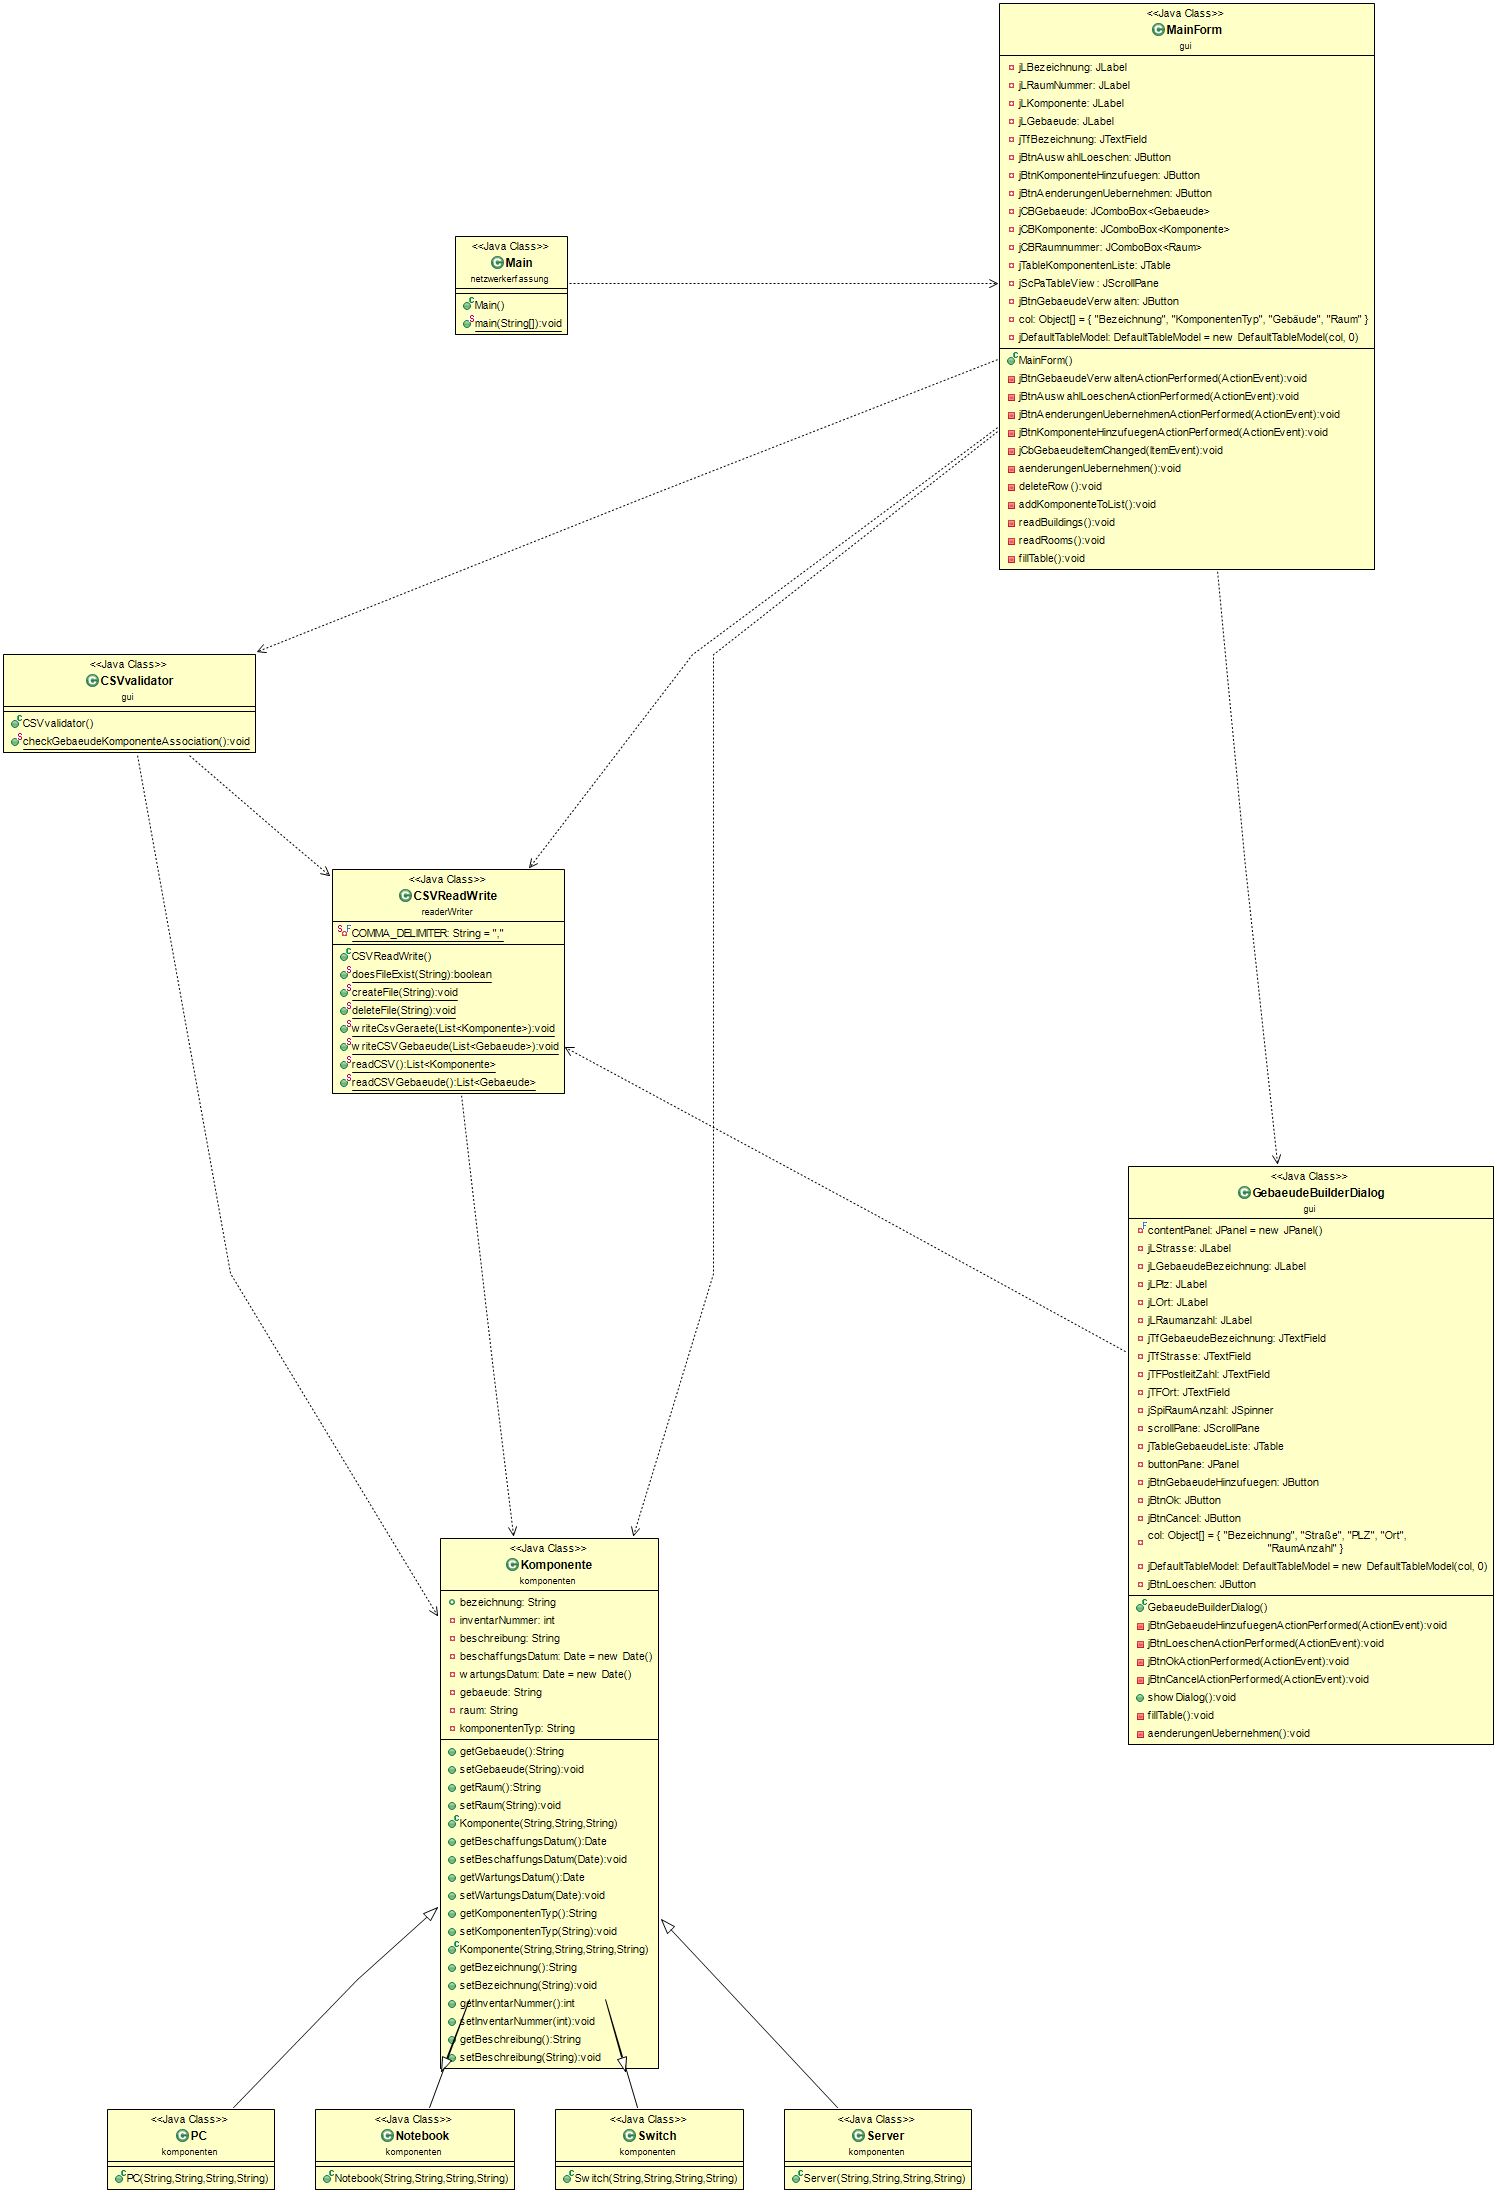 <<Java Class>>
MainForm
gui
jLBezeichnung: JLabel
jLRaumNummer: JLabel
jLKomponente: JLabel
jLGebaeude: JLabel
jTfBezeichnung: JTextField
jBtnAuswahlLoeschen: JButton
jBtnKomponenteHinzufuegen: JButton
jBtnAenderungenUebernehmen: JButton
jCBGebaeude: JComboBox<Gebaeude>
jCBKomponente: JComboBox<Komponente>
jCBRaumnummer: JComboBox<Raum>
jTableKomponentenListe: JTable
jScPaTableView: JScrollPane
jBtnGebaeudeVerwalten: JButton
col: Object[] = { "Bezeichnung", "KomponentenTyp", "Gebäude", "Raum" }
jDefaultTableModel: DefaultTableModel = new DefaultTableModel(col, 0)
MainForm()
jBtnGebaeudeVerwaltenActionPerformed(ActionEvent):void
jBtnAuswahlLoeschenActionPerformed(ActionEvent):void
jBtnAenderungenUebernehmenActionPerformed(ActionEvent):void
jBtnKomponenteHinzufuegenActionPerformed(ActionEvent):void
jCbGebaeudeItemChanged(ItemEvent):void
aenderungenUebernehmen():void
deleteRow():void
addKomponenteToList():void
readBuildings():void
readRooms():void
fillTable():void
<<Java Class>>
Main
netzwerkerfassung
Main()
main(String[]):void
<<Java Class>>
CSVvalidator
gui
CSVvalidator()
checkGebaeudeKomponenteAssociation():void
<<Java Class>>
CSVReadWrite
readerWriter
COMMA_DELIMITER: String = ","
CSVReadWrite()
doesFileExist(String):boolean
createFile(String):void
deleteFile(String):void
writeCsvGeraete(List<Komponente>):void
writeCSVGebaeude(List<Gebaeude>):void
readCSV():List<Komponente>
readCSVGebaeude():List<Gebaeude>
<<Java Class>>
GebaeudeBuilderDialog
gui
contentPanel: JPanel = new JPanel()
jLStrasse: JLabel
jLGebaeudeBezeichnung: JLabel
jLPlz: JLabel
jLOrt: JLabel
jLRaumanzahl: JLabel
jTfGebaeudeBezeichnung: JTextField
jTfStrasse: JTextField
jTFPostleitZahl: JTextField
jTFOrt: JTextField
jSpiRaumAnzahl: JSpinner
scrollPane: JScrollPane
jTableGebaeudeListe: JTable
buttonPane: JPanel
jBtnGebaeudeHinzufuegen: JButton
jBtnOk: JButton
jBtnCancel: JButton
col: Object[] = { "Bezeichnung", "Straße", "PLZ", "Ort",
"RaumAnzahl" }
jDefaultTableModel: DefaultTableModel = new DefaultTableModel(col, 0)
jBtnLoeschen: JButton
GebaeudeBuilderDialog()
jBtnGebaeudeHinzufuegenActionPerformed(ActionEvent):void
jBtnLoeschenActionPerformed(ActionEvent):void
jBtnOkActionPerformed(ActionEvent):void
jBtnCancelActionPerformed(ActionEvent):void
showDialog():void
fillTable():void
aenderungenUebernehmen():void
<<Java Class>>
Komponente
komponenten
bezeichnung: String
inventarNummer: int
beschreibung: String
beschaffungsDatum: Date = new Date()
wartungsDatum: Date = new Date()
gebaeude: String
raum: String
komponentenTyp: String
getGebaeude():String
setGebaeude(String):void
getRaum():String
setRaum(String):void
Komponente(String,String,String)
getBeschaffungsDatum():Date
setBeschaffungsDatum(Date):void
getWartungsDatum():Date
setWartungsDatum(Date):void
getKomponentenTyp():String
setKomponentenTyp(String):void
Komponente(String,String,String,String)
getBezeichnung():String
setBezeichnung(String):void
getInventarNummer():int
setInventarNummer(int):void
getBeschreibung():String
setBeschreibung(String):void
<<Java Class>>
PC
komponenten
PC(String,String,String,String)
<<Java Class>>
Notebook
komponenten
Notebook(String,String,String,String)
<<Java Class>>
Switch
komponenten
Switch(String,String,String,String)
<<Java Class>>
Server
komponenten
Server(String,String,String,String)